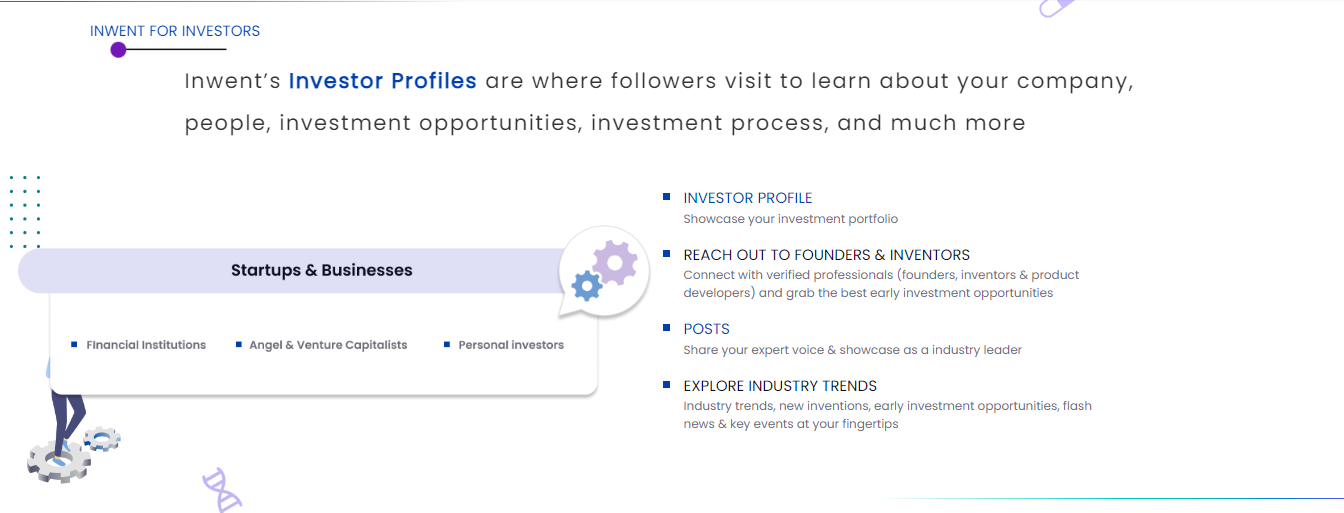 INWENT FOR INVESTORS
Inwent’s Investor Profiles are where followers visit to learn about your company,
people, investment opportunities, investment process, and much more
Startups & Businesses
FInancial Institutions
Angel & Venture Capitalists
Personal investors
INVESTOR PROFILE
Showcase your investment portfolio
REACH OUT TO FOUNDERS & INVENTORS
Connect with verified professionals (founders, inventors & product
developers) and grab the best early investment opportunities
POSTS
Share your expert voice & showcase as a industry leader
EXPLORE INDUSTRY TRENDS
Industry trends, new inventions, early investment opportunities, flash
news & key events at your fingertips